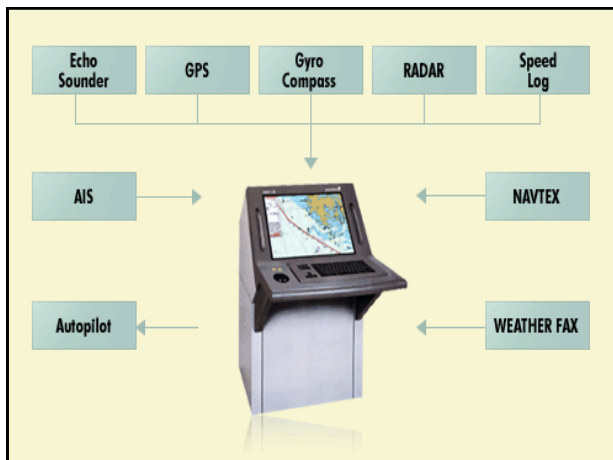 Echo
Sounder
GPS
Gyro
Compass
RADAR
Speed
Log
AIS
NAVTEX
Autopilot
WEATHER FAX